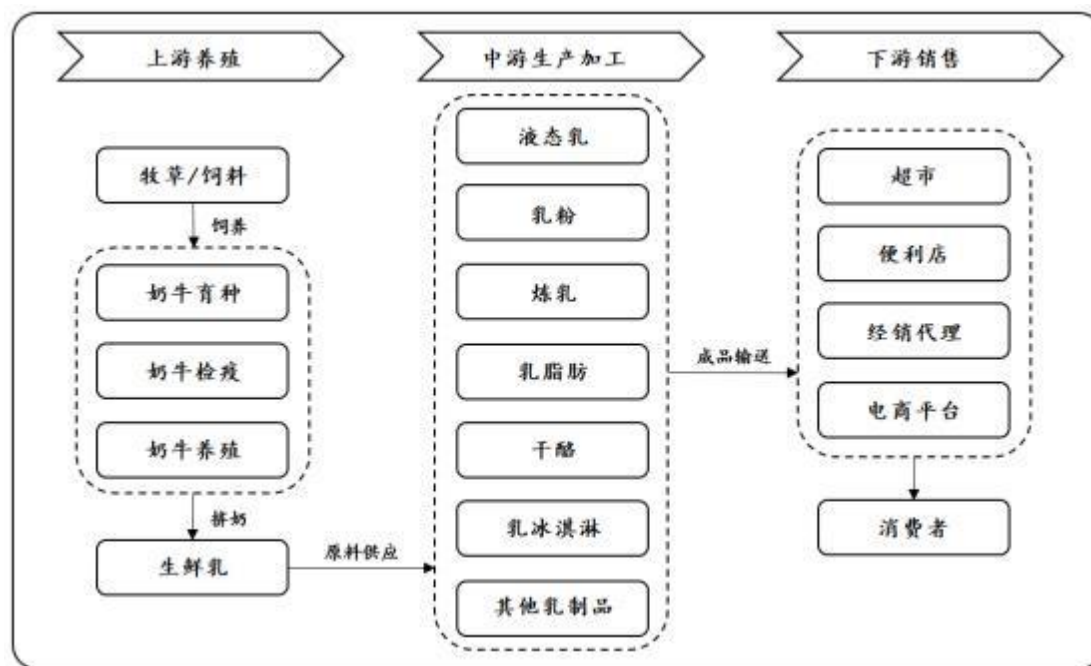 上游养殖
中游生产加工
下游销售
牧草/饲料
饲养
奶牛育种
奶牛检疫
奶牛养殖
挤奶
生鲜乳
原料供应
液态乳
乳粉
炼乳
乳脂肪
干酪
乳冰淇淋
其他乳制品
成品输送
超市
便利店
经销代理
电商平台
消费者